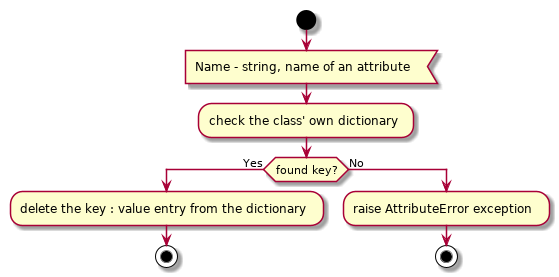 Name - string, name of an attribute
check the class' own dictionary
found key?
Yes
No
delete the key : value entry from the dictionary
raise AttributeError exception